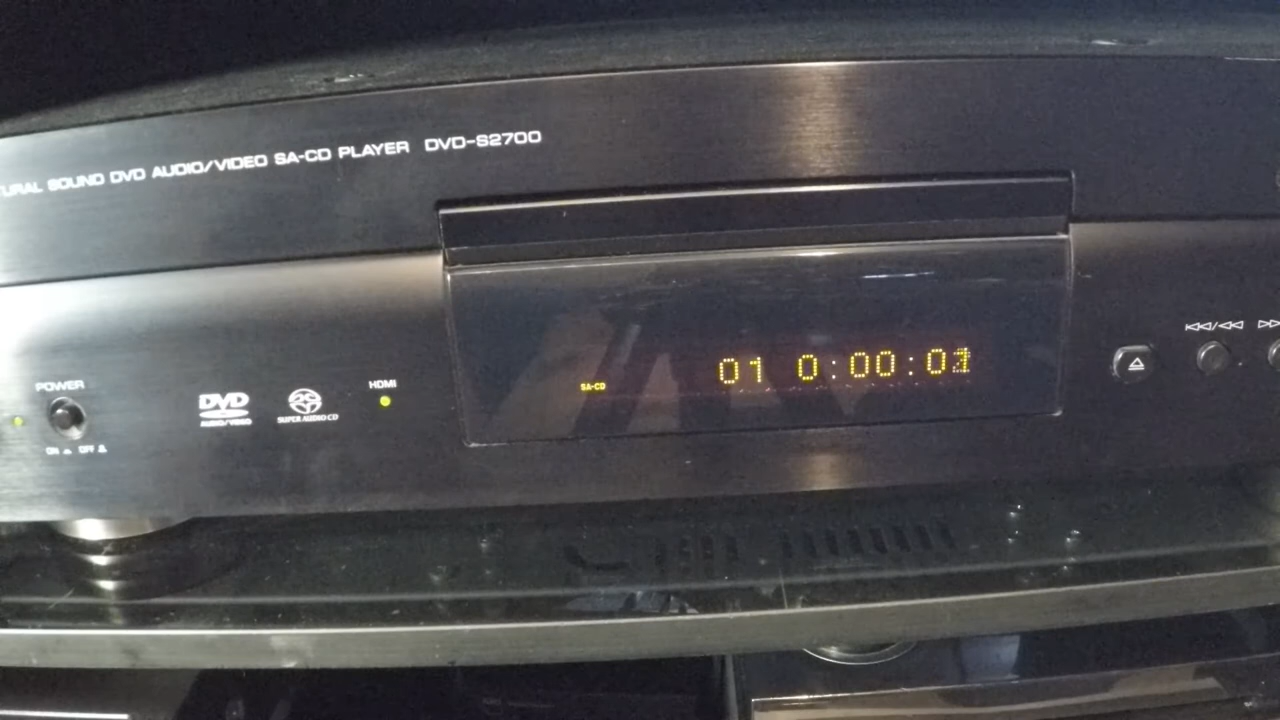 URAL SOUND DVD AUDIO/VIDEO SA-CD PLAYER DVD-S2700
POWER
ON OFF
DVD
AUDIO/VIDEO
SUPER AUDIO CD
HDMI
SA-CD
01 0:00:0